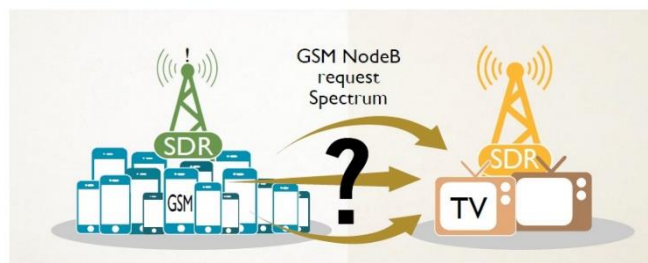 !
GSM NodeB
request
Spectrum
SDR
SDR
?
GSM
TV